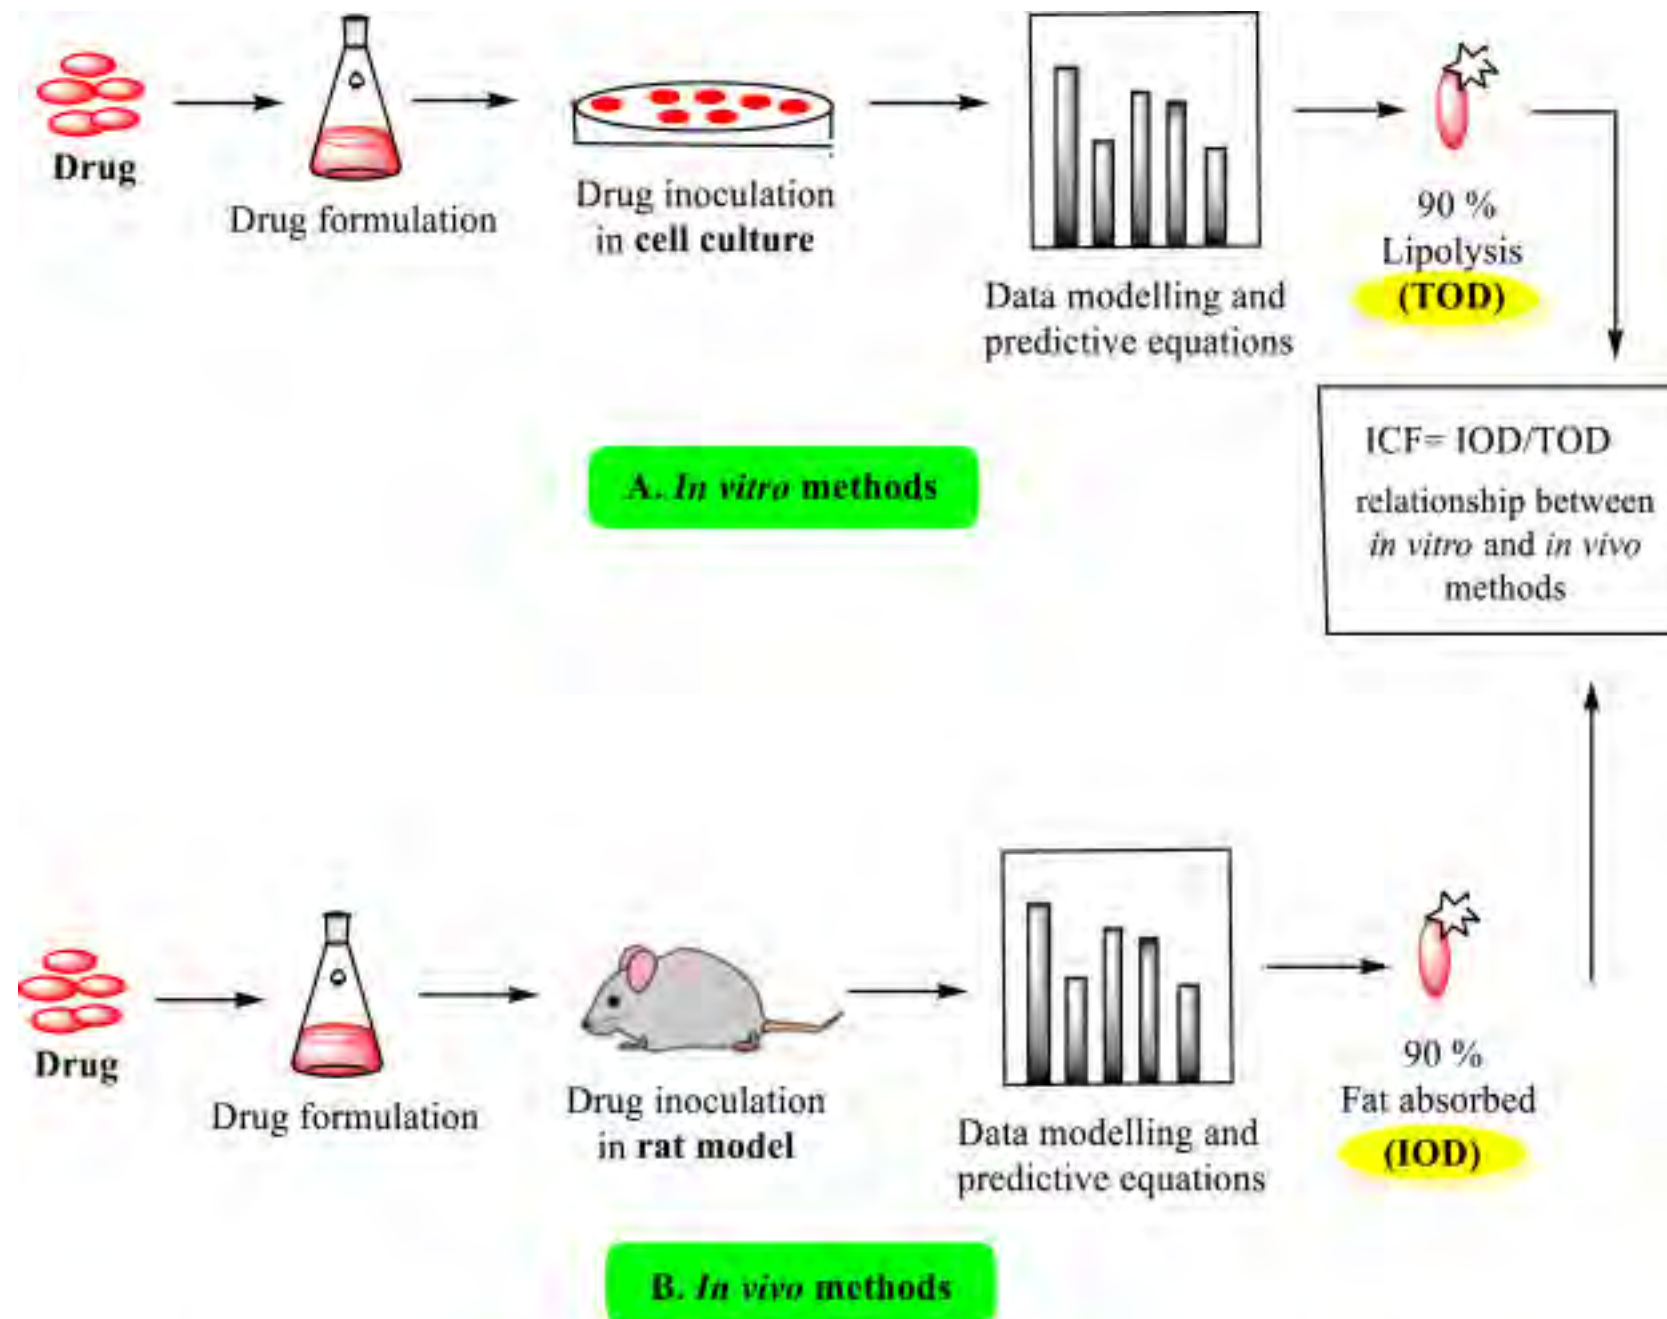 Drug
Drug formulation
Drug inoculation
in cell culture
Data modelling and
predictive equations
90 %
Lipolysis
(TOD)
A. In vitro methods
ICF= IOD/TOD
relationship between
in vitro and in vivo
methods
Drug
Drug formulation
Drug inoculation
in rat model
Data modelling and
predictive equations
90 %
Fat absorbed
(IOD)
B. In vivo methods